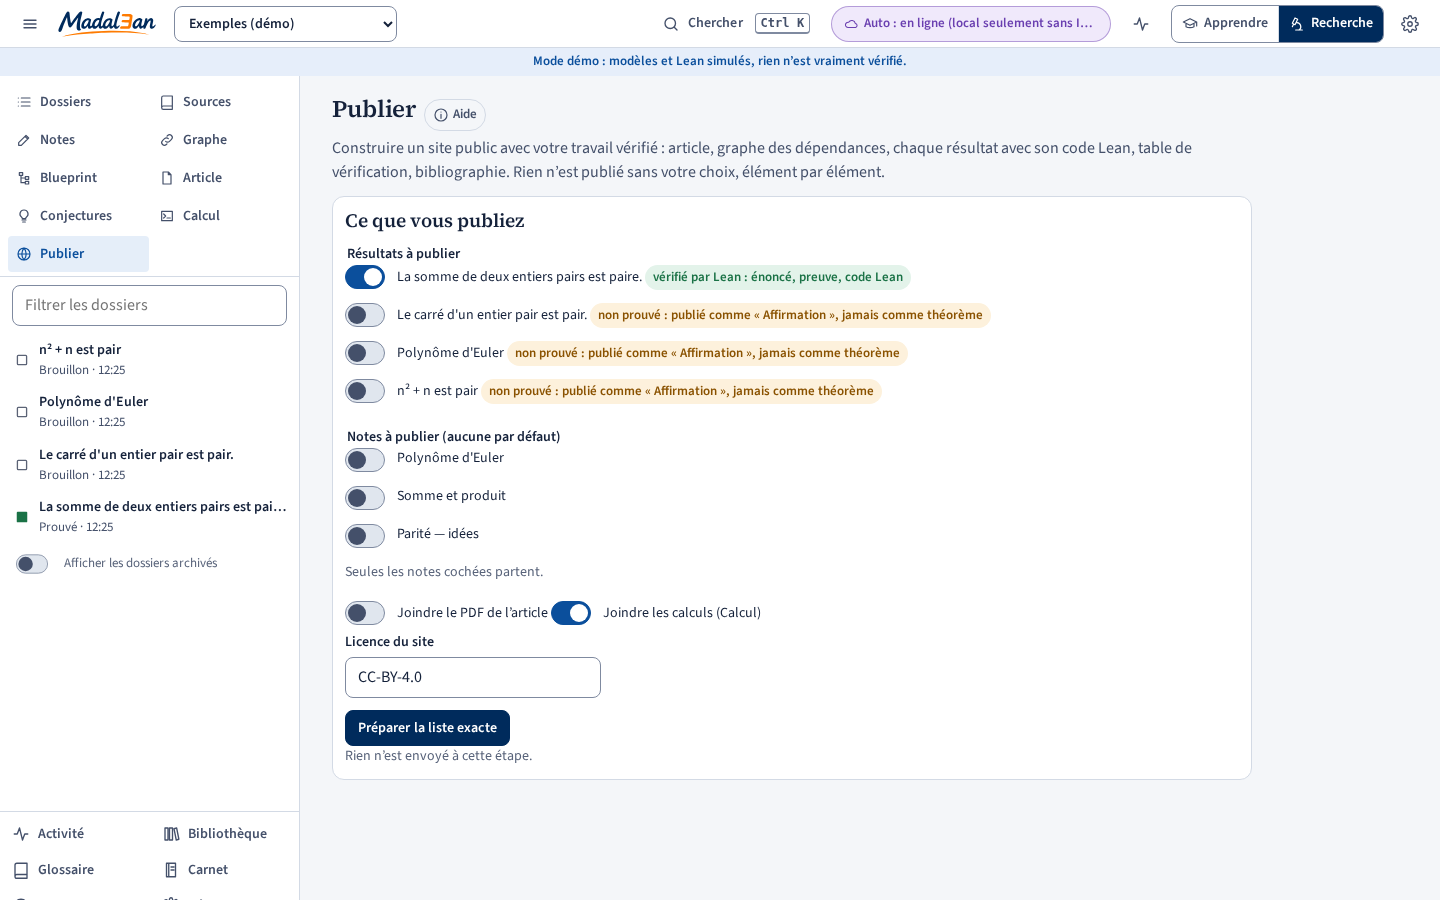 Madal∃an
Exemples (démo)
Chercher
Ctrl K
Auto : en ligne (local seulement sans I…
Apprendre
Recherche
Mode démo : modèles et Lean simulés, rien n’est vraiment vérifié.
Dossiers
Sources
Notes
Graphe
Blueprint
Article
Conjectures
Calcul
Publier
Filtrer les dossiers
n² + n est pair
Brouillon · 12:25
Polynôme d'Euler
Brouillon · 12:25
Le carré d'un entier pair est pair.
Brouillon · 12:25
La somme de deux entiers pairs est pai…
Prouvé · 12:25
Afficher les dossiers archivés
Activité
Bibliothèque
Glossaire
Carnet
Publier
Aide
Construire un site public avec votre travail vérifié : article, graphe des dépendances, chaque résultat avec son code Lean, table de
vérification, bibliographie. Rien n’est publié sans votre choix, élément par élément.
Ce que vous publiez
Résultats à publier
La somme de deux entiers pairs est paire. vérifié par Lean : énoncé, preuve, code Lean
Le carré d'un entier pair est pair. non prouvé : publié comme « Affirmation », jamais comme théorème
Polynôme d'Euler non prouvé : publié comme « Affirmation », jamais comme théorème
n² + n est pair non prouvé : publié comme « Affirmation », jamais comme théorème
Notes à publier (aucune par défaut)
Polynôme d'Euler
Somme et produit
Parité — idées
Seules les notes cochées partent.
Joindre le PDF de l’article
Joindre les calculs (Calcul)
Licence du site
CC-BY-4.0
Préparer la liste exacte
Rien n’est envoyé à cette étape.